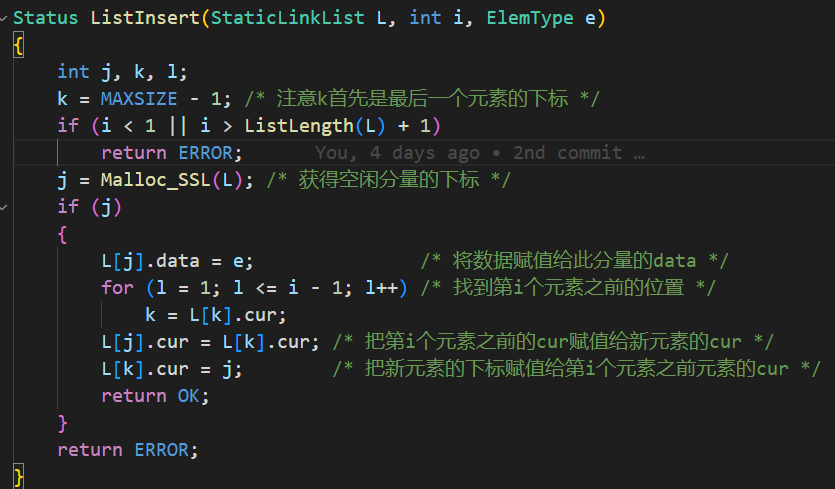 Status ListInsert(StaticLinkList L, int i, ElemType e)
{
    int j, k, l;
    k = MAXSIZE - 1; /* 注意k首先是最后一个元素的下标 */
    if (i < 1 || i > ListLength(L) + 1)
        return ERROR;       You, 4 days ago • 2nd commit …
    j = Malloc_SSL(L); /* 获得空闲分量的下标 */
    if (j)
    {
        L[j].data = e;               /* 将数据赋值给此分量的data */
        for (l = 1; l <= i - 1; l++) /* 找到第i个元素之前的位置 */
            k = L[k].cur;
        L[j].cur = L[k].cur; /* 把第i个元素之前的cur赋值给新元素的cur */
        L[k].cur = j;        /* 把新元素的下标赋值给第i个元素之前元素的cur */
        return OK;
    }
    return ERROR;
}